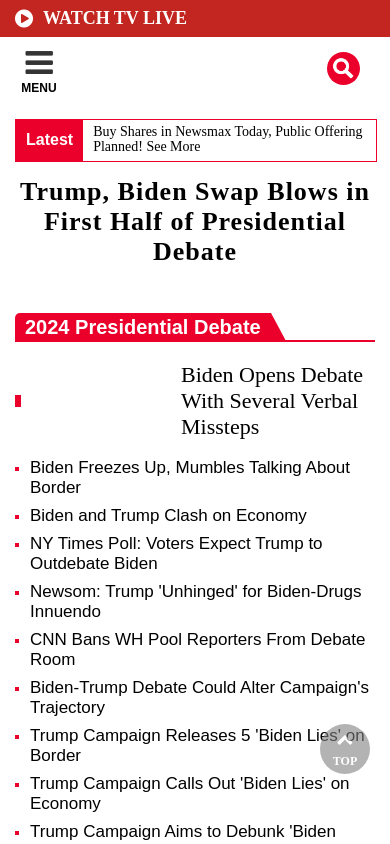 WATCH TV LIVE
MENU
Latest
Buy Shares in Newsmax Today, Public Offering
Planned! See More
Trump, Biden Swap Blows in
First Half of Presidential
Debate
2024 Presidential Debate
Biden Opens Debate
With Several Verbal
Missteps
Biden Freezes Up, Mumbles Talking About
Border
Biden and Trump Clash on Economy
NY Times Poll: Voters Expect Trump to
Outdebate Biden
Newsom: Trump 'Unhinged' for Biden-Drugs
Innuendo
CNN Bans WH Pool Reporters From Debate
Room
Biden-Trump Debate Could Alter Campaign's
Trajectory
Trump Campaign Releases 5 'Biden Lies' on
Border
TOP
Trump Campaign Calls Out 'Biden Lies' on
Economy
Trump Campaign Aims to Debunk 'Biden